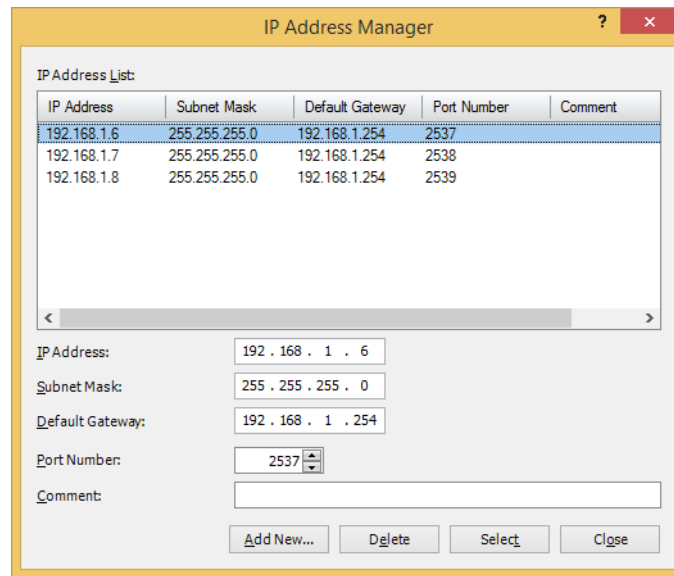 IP Address Manager ? ×
IP Address List:
IP Address Subnet Mask Default Gateway Port Number Comment
192.168.1.6 255.255.255.0 192.168.1.254 2537
192.168.1.7 255.255.255.0 192.168.1.254 2538
192.168.1.8 255.255.255.0 192.168.1.254 2539
IP Address: 192 . 168 . 1 . 6
Subnet Mask: 255 . 255 . 255 . 0
Default Gateway: 192 . 168 . 1 . 254
Port Number: 2537
Comment:
Add New... Delete Select Close